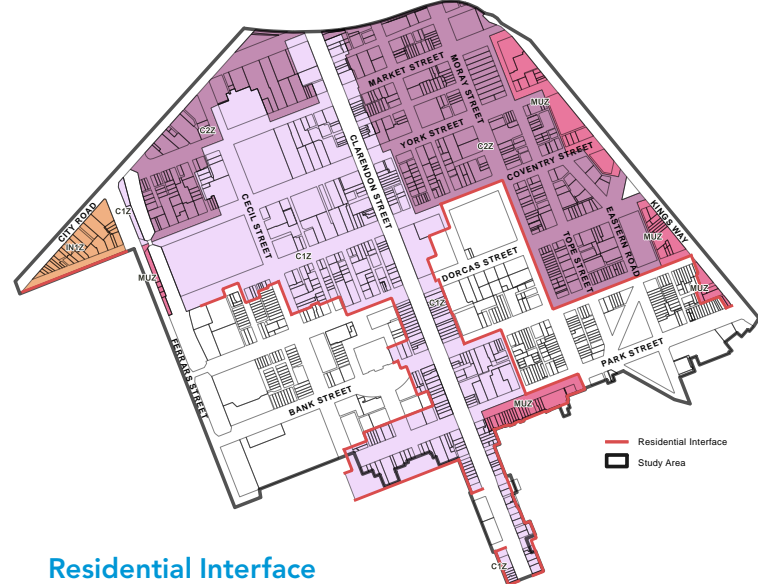 MARKET STREET
MORAY STREET
MUZ
C2Z
YORK STREET
C2Z
CLARENDON STREET
COVENTRY STREET
CITY ROAD
C1Z
CECIL STREET
KINGS WAY
IN1Z
EASTERN ROAD
TOPE STREET
MUZ
DORCAS STREET
C1Z
MUZ
C1Z
MUZ
FERRARS STREET
PARK STREET
BANK STREET
MUZ
Residential Interface
Study Area
C1Z
Residential Interface